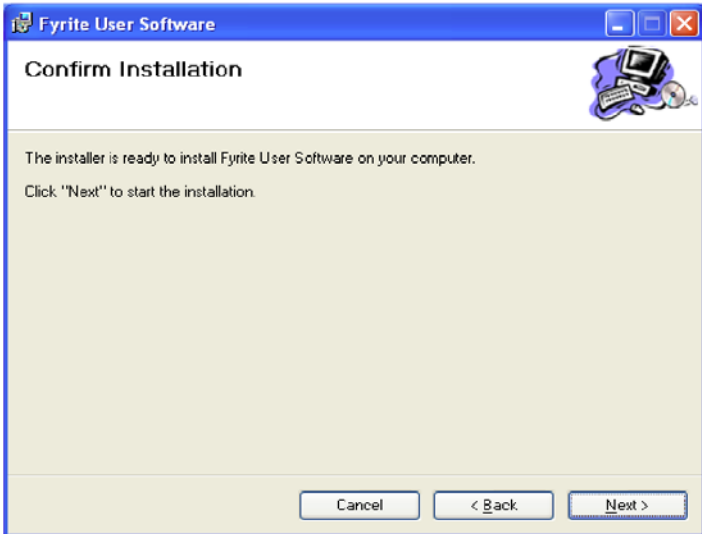 Fyrite User Software
Confirm Installation
The installer is ready to install Fyrite User Software on your computer.
Click "Next" to start the installation.
Cancel
< Back
Next >